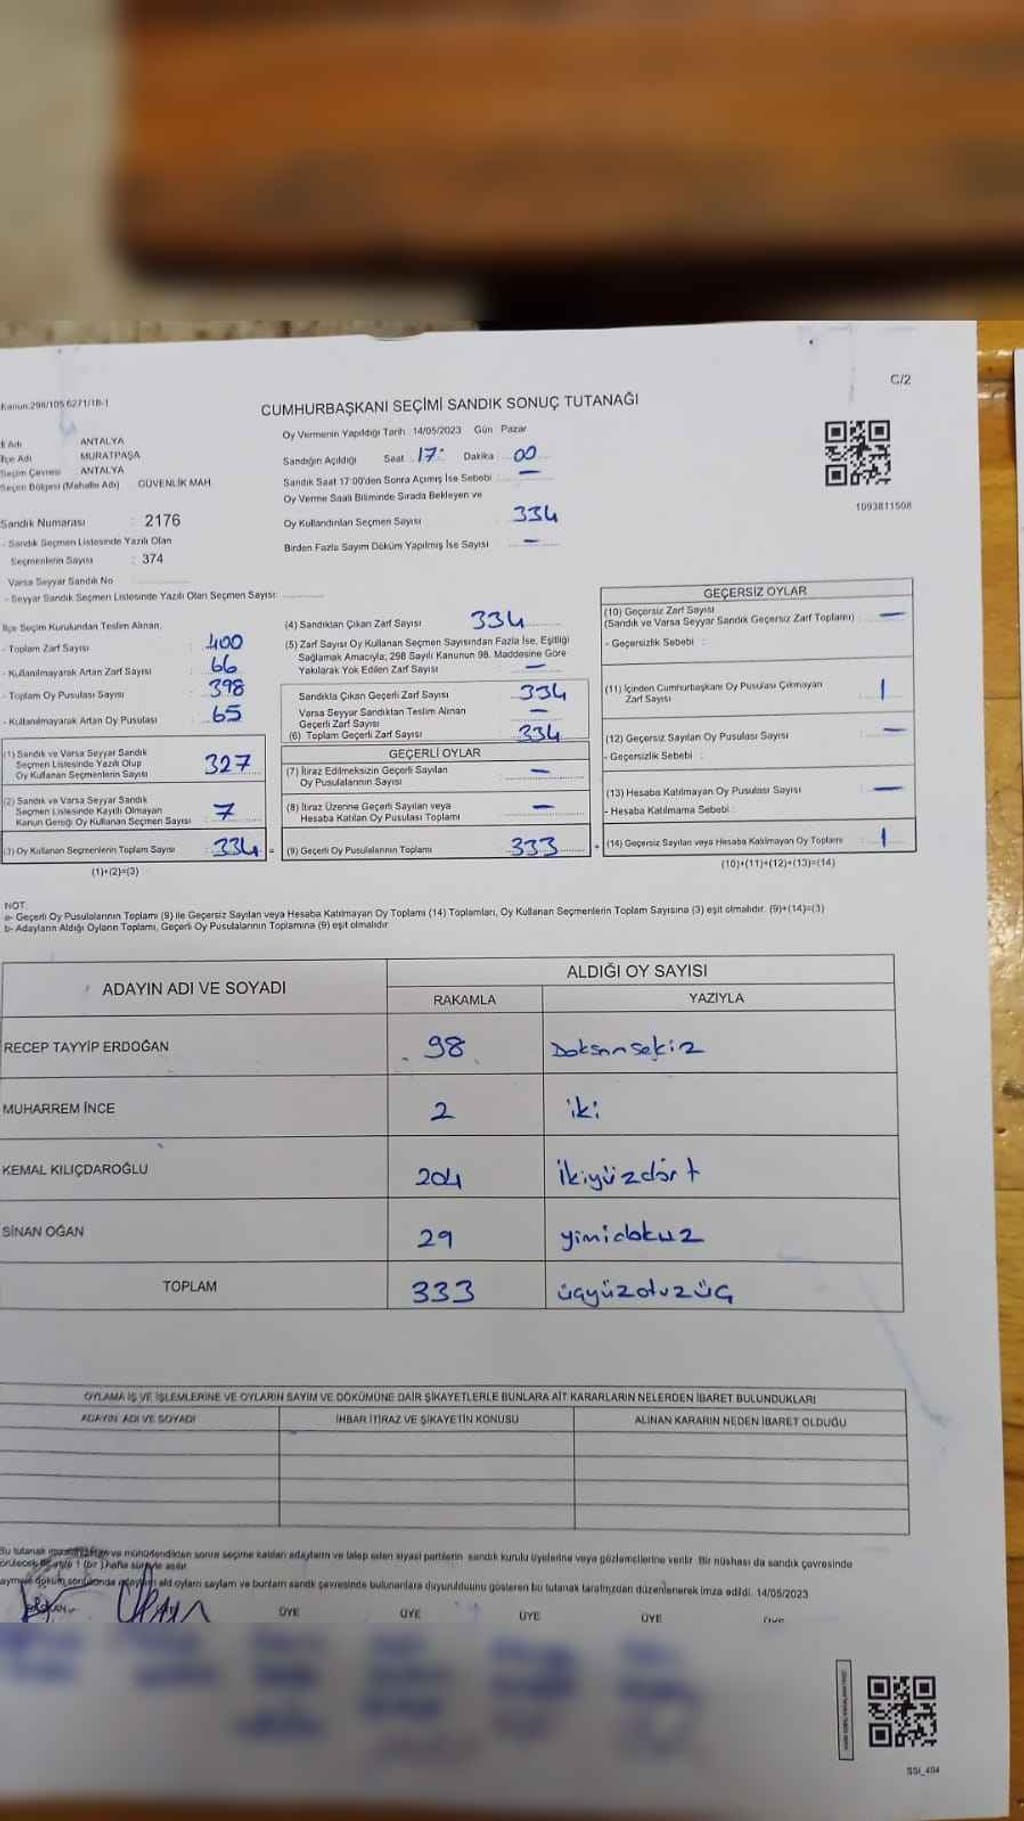 Kanun:298/105 6271/18-1
C/2
CUMHURBAŞKANI SEÇİMİ SANDIK SONUÇ TUTANAĞI
İl Adı ANTALYA
İlçe Adı MURATPAŞA
Seçim Çevresi ANTALYA
Seçim Bölgesi (Mahalle Adı) GÜVENLİK MAH
Sandık Numarası : 2176
- Sandık Seçmen Listesinde Yazılı Olan
Seçmenlerin Sayısı : 374
Varsa Seyyar Sandık No
- Seyyar Sandık Seçmen Listesinde Yazılı Olan Seçmen Sayısı:
Oy Vermenin Yapıldığı Tarih 14/05/2023 Gün Pazar
Sandığın Açıldığı Saat 17: Dakika 00
Sandık Saat 17:00'den Sonra Açımış İse Sebebi —
Oy Verme Saati Bitiminde Sırada Bekleyen ve
Oy Kullandırılan Seçmen Sayısı 334
Birden Fazla Sayım Döküm Yapılmış İse Sayısı —
1093811508
İlçe Seçim Kurulundan Teslim Alınan,
- Toplam Zarf Sayısı : 400
- Kullanılmayarak Artan Zarf Sayısı : 66
- Toplam Oy Pusulası Sayısı : 398
- Kullanılmayarak Artan Oy Pusulası : 65
(1) Sandık ve Varsa Seyyar Sandık
Seçmen Listesinde Yazılı Olup
Oy Kullanan Seçmenlerin Sayısı 327
(2) Sandık ve Varsa Seyyar Sandık
Seçmen Listesinde Kayıtlı Olmayan
Kanun Gereği Oy Kullanan Seçmen Sayısı 7
(3) Oy Kullanan Seçmenlerin Toplam Sayısı 334 =
(1)+(2)=(3)
(4) Sandıktan Çıkan Zarf Sayısı 334
(5) Zarf Sayısı Oy Kullanan Seçmen Sayısından Fazla İse, Eşitliği
Sağlamak Amacıyla, 298 Sayılı Kanunun 98. Maddesine Göre
Yakılarak Yok Edilen Zarf Sayısı —
Sandıkta Çıkan Geçerli Zarf Sayısı 334
Varsa Seyyar Sandıktan Teslim Alınan
Geçerli Zarf Sayısı —
(6) Toplam Geçerli Zarf Sayısı 334
GEÇERLİ OYLAR
(7) İtiraz Edilmeksizin Geçerli Sayılan
Oy Pusulalarının Sayısı —
(8) İtiraz Üzerine Geçerli Sayılan veya
Hesaba Katılan Oy Pusulası Toplamı —
(9) Geçerli Oy Pusulalarının Toplamı 333 +
GEÇERSİZ OYLAR
(10) Geçersiz Zarf Sayısı
(Sandık ve Varsa Seyyar Sandık Geçersiz Zarf Toplamı) —
- Geçersizlik Sebebi :
(11) İçinden Cumhurbaşkanı Oy Pusulası Çıkmayan
Zarf Sayısı 1
(12) Geçersiz Sayılan Oy Pusulası Sayısı —
- Geçersizlik Sebebi :
(13) Hesaba Katılmayan Oy Pusulası Sayısı —
- Hesaba Katılmama Sebebi :
(14) Geçersiz Sayılan veya Hesaba Katılmayan Oy Toplamı 1
(10)+(11)+(12)+(13)=(14)
NOT:
a- Geçerli Oy Pusulalarının Toplamı (9) ile Geçersiz Sayılan veya Hesaba Katılmayan Oy Toplamı (14) Toplamları, Oy Kullanan Seçmenlerin Toplam Sayısına (3) eşit olmalıdır. (9)+(14)=(3)
b- Adayların Aldığı Oyların Toplamı, Geçerli Oy Pusulalarının Toplamına (9) eşit olmalıdır
ADAYIN ADI VE SOYADI ALDIĞI OY SAYISI
RAKAMLA YAZIYLA
RECEP TAYYİP ERDOĞAN 98 Doksansekiz
MUHARREM İNCE 2 iki
KEMAL KILIÇDAROĞLU 204 ikiyüzdört
SİNAN OĞAN 29 yimidokuz
TOPLAM 333 üçyüzotuzüç
OYLAMA İŞ VE İŞLEMLERİNE VE OYLARIN SAYIM VE DÖKÜMÜNE DAİR ŞİKAYETLERLE BUNLARA AİT KARARLARIN NELERDEN İBARET BULUNDUKLARI
ADAYIN ADI VE SOYADI İHBAR İTİRAZ VE ŞİKAYETİN KONUSU ALINAN KARARIN NEDEN İBARET OLDUĞU
Bu tutanak ve mühürlendikten sonra seçime katılan adayların ve talep eden siyasi partilerin sandık kurulu üyelerine veya gözlemcilerine verilir. Bir nüshası da sandık çevresinde
1 (bir) hafta süreyle asılır.
döküm sonucunda aldı oyların sayılarını ve bunların sandık çevresinde bulunanlara duyurulduğunu gösteren bu tutanak tarafımızdan düzenlenerek imza edildi. 14/05/2023
ÜYE ÜYE ÜYE ÜYE ÜYE
SSI_494